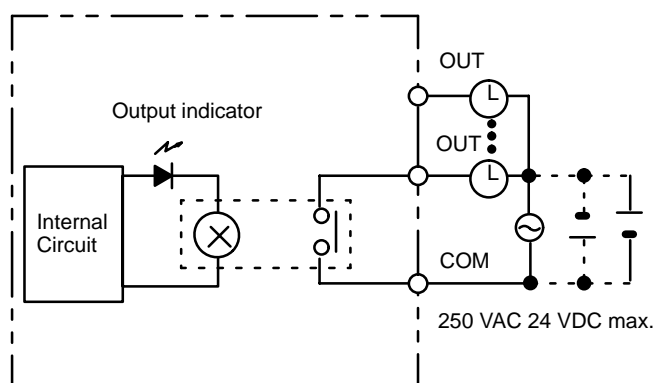 OUT
L
Output indicator
OUT
L
Internal
Circuit
COM
250 VAC 24 VDC max.